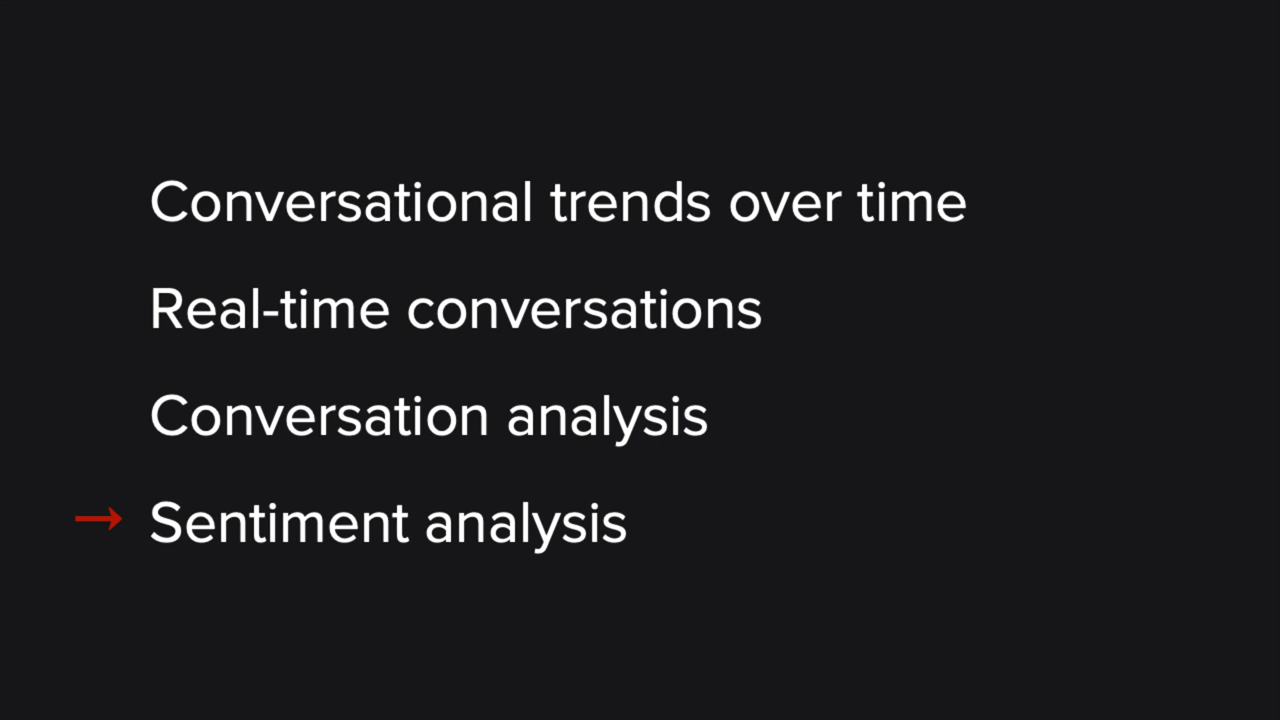 Conversational trends over time
Real-time conversations
Conversation analysis
→ Sentiment analysis